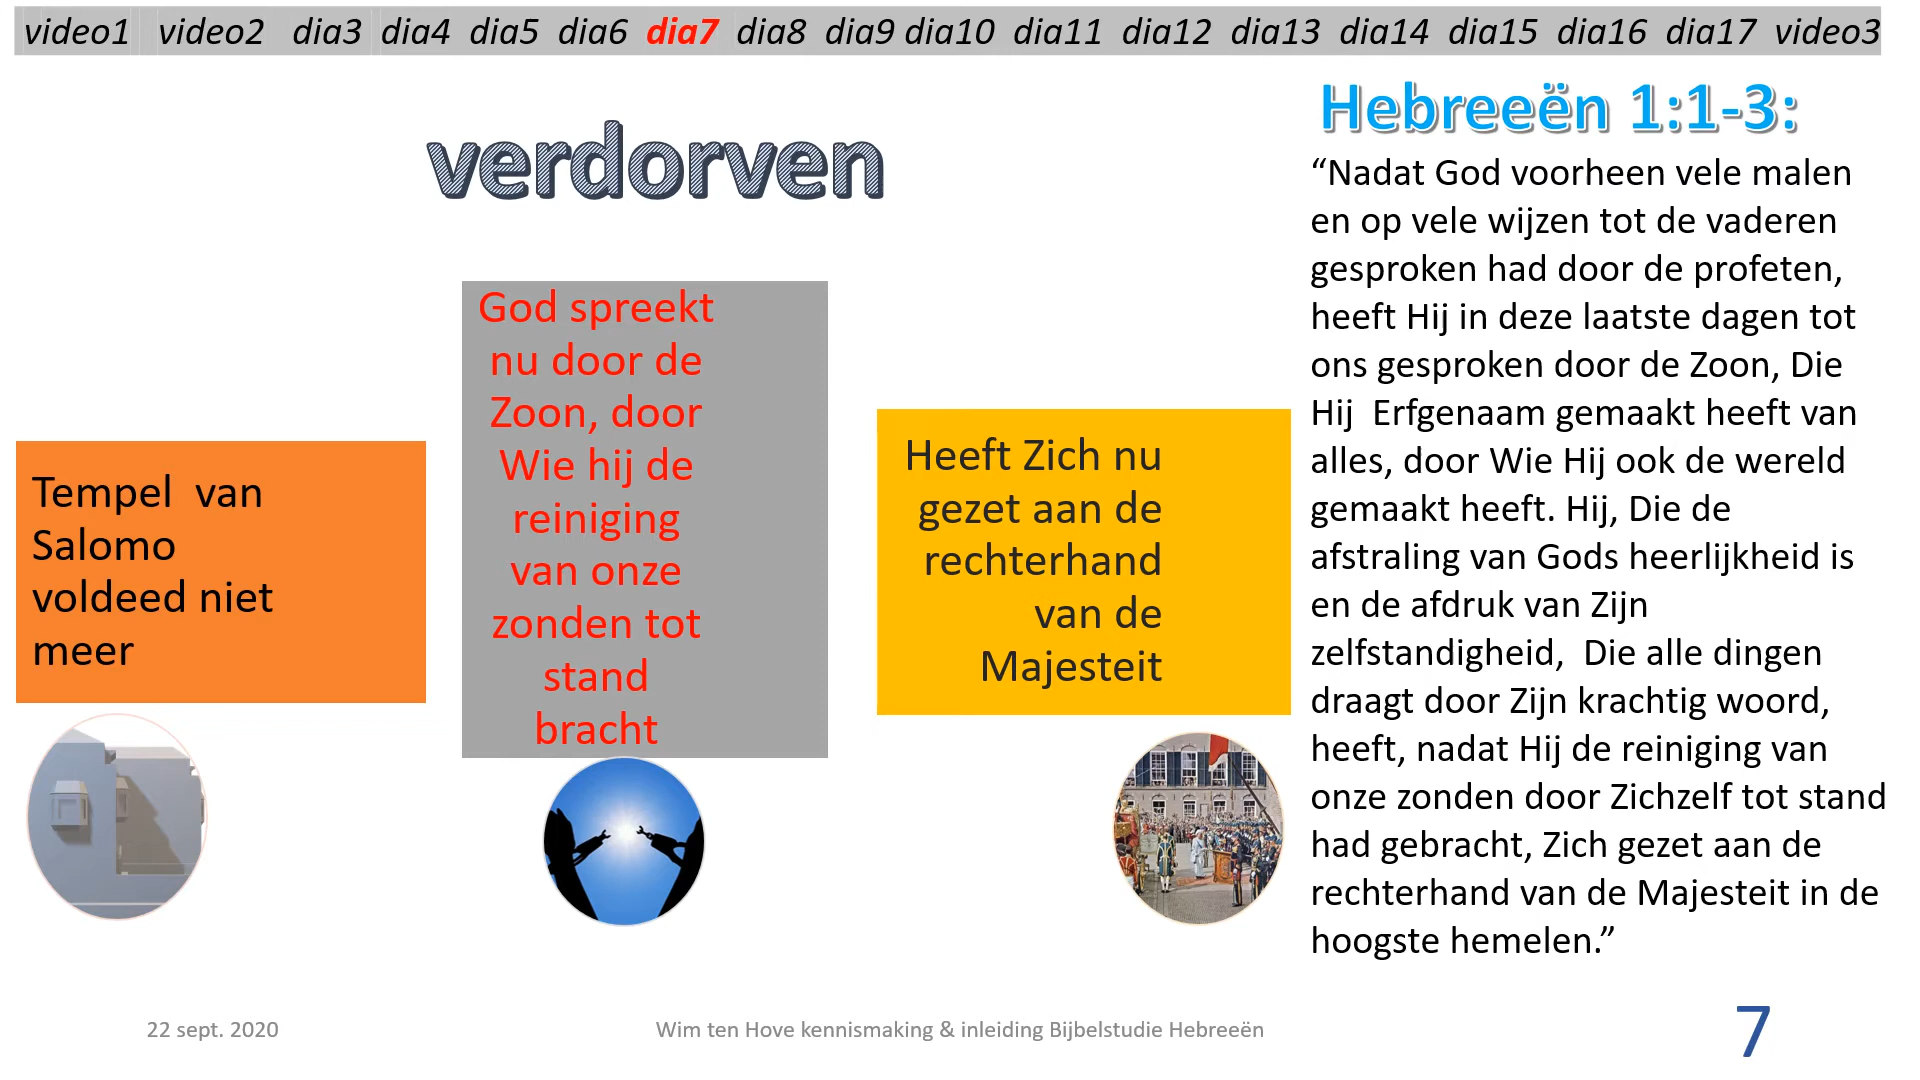 video1 video2 dia3 dia4 dia5 dia6 dia7 dia8 dia9 dia10 dia11 dia12 dia13 dia14 dia15 dia16 dia17 video3
verdorven
Tempel van
Salomo
voldeed niet
meer
God spreekt
nu door de
Zoon, door
Wie hij de
reiniging
van onze
zonden tot
stand
bracht
Heeft Zich nu
gezet aan de
rechterhand
van de
Majesteit
Hebreeën 1:1-3:
“Nadat God voorheen vele malen
en op vele wijzen tot de vaderen
gesproken had door de profeten,
heeft Hij in deze laatste dagen tot
ons gesproken door de Zoon, Die
Hij Erfgenaam gemaakt heeft van
alles, door Wie Hij ook de wereld
gemaakt heeft. Hij, Die de
afstraling van Gods heerlijkheid is
en de afdruk van Zijn
zelfstandigheid, Die alle dingen
draagt door Zijn krachtig woord,
heeft, nadat Hij de reiniging van
onze zonden door Zichzelf tot stand
had gebracht, Zich gezet aan de
rechterhand van de Majesteit in de
hoogste hemelen.”
22 sept. 2020
Wim ten Hove kennismaking & inleiding Bijbelstudie Hebreeën
7